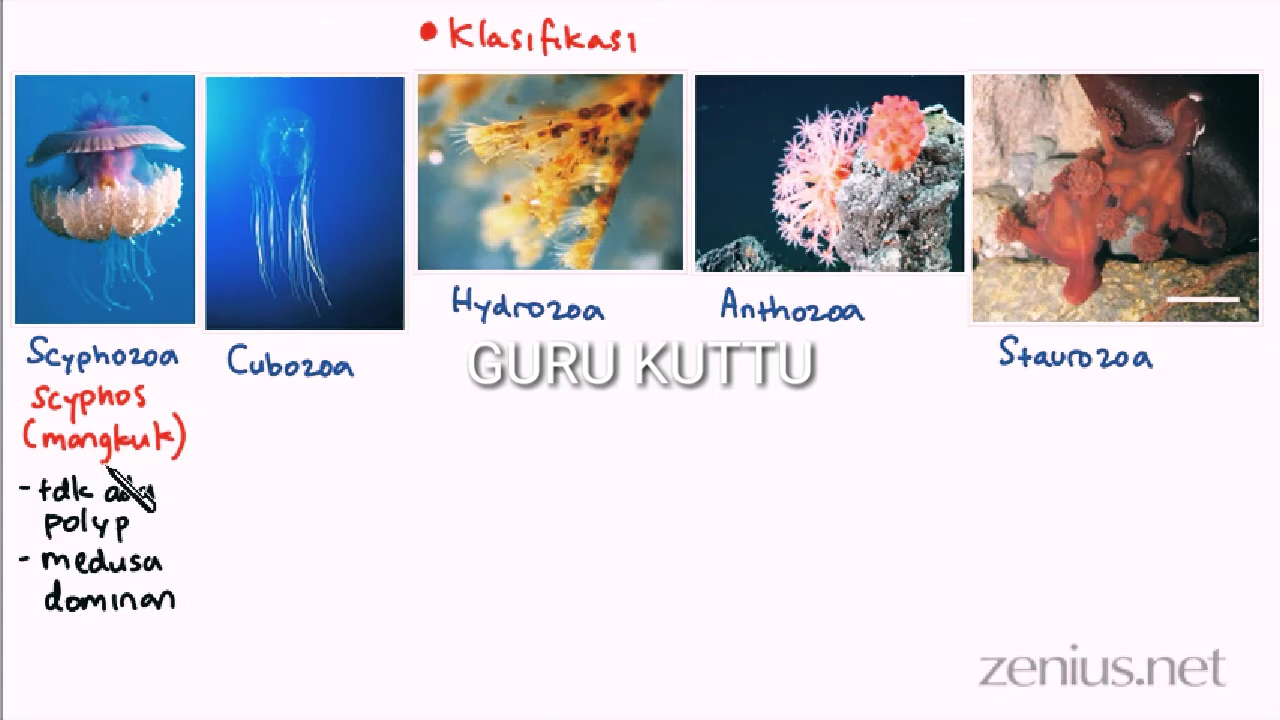 • Klasifikasi
Scyphozoa
Cubozoa
Hydrozoa
Anthozoa
Staurozoa
GURU KUTTU
Scyphos
(mangkuk)
- tdk ada
polyp
- medusa
dominan
zenius.net